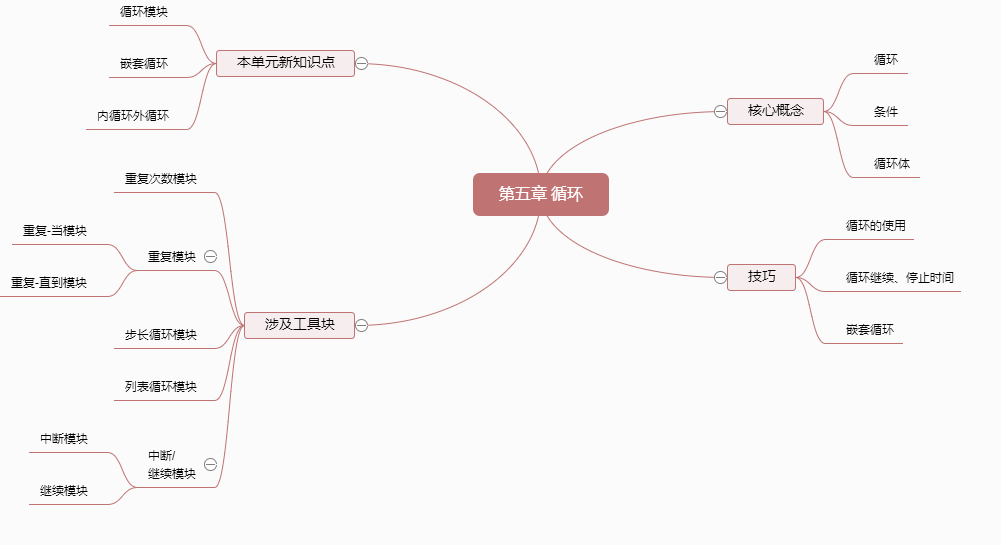 第五章 循环
本单元新知识点
循环模块
嵌套循环
内循环外循环
涉及工具块
重复次数模块
重复模块
重复-当模块
重复-直到模块
步长循环模块
列表循环模块
中断/
继续模块
中断模块
继续模块
核心概念
循环
条件
循环体
技巧
循环的使用
循环继续、停止时间
嵌套循环